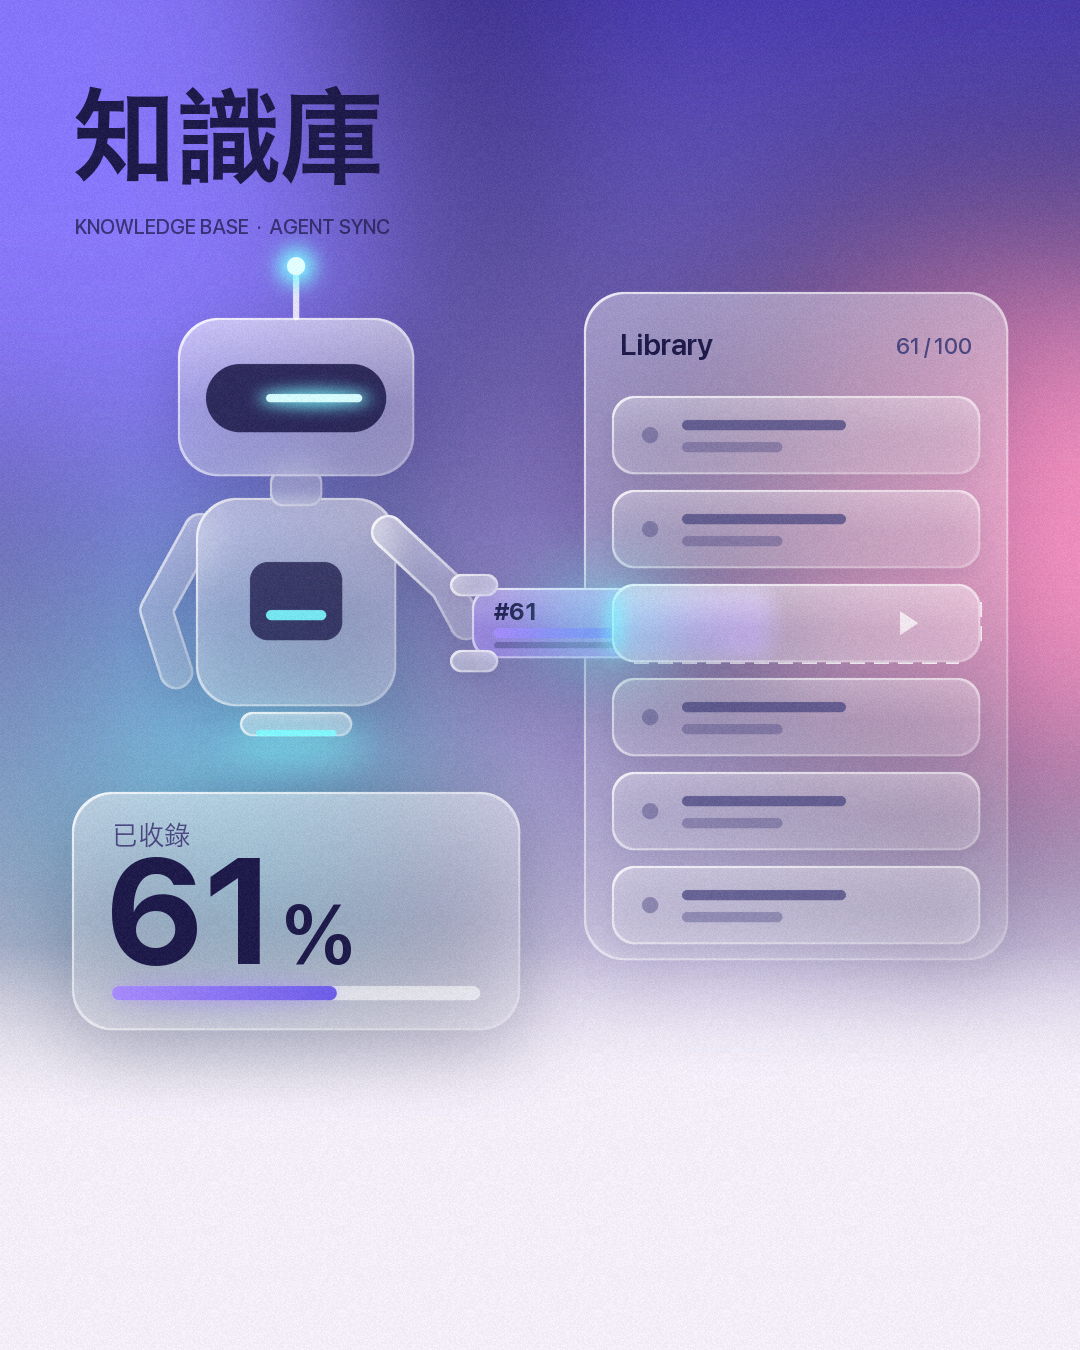 知識庫
KNOWLEDGE BASE · AGENT SYNC
Library
61/100
#61
已收錄
61%